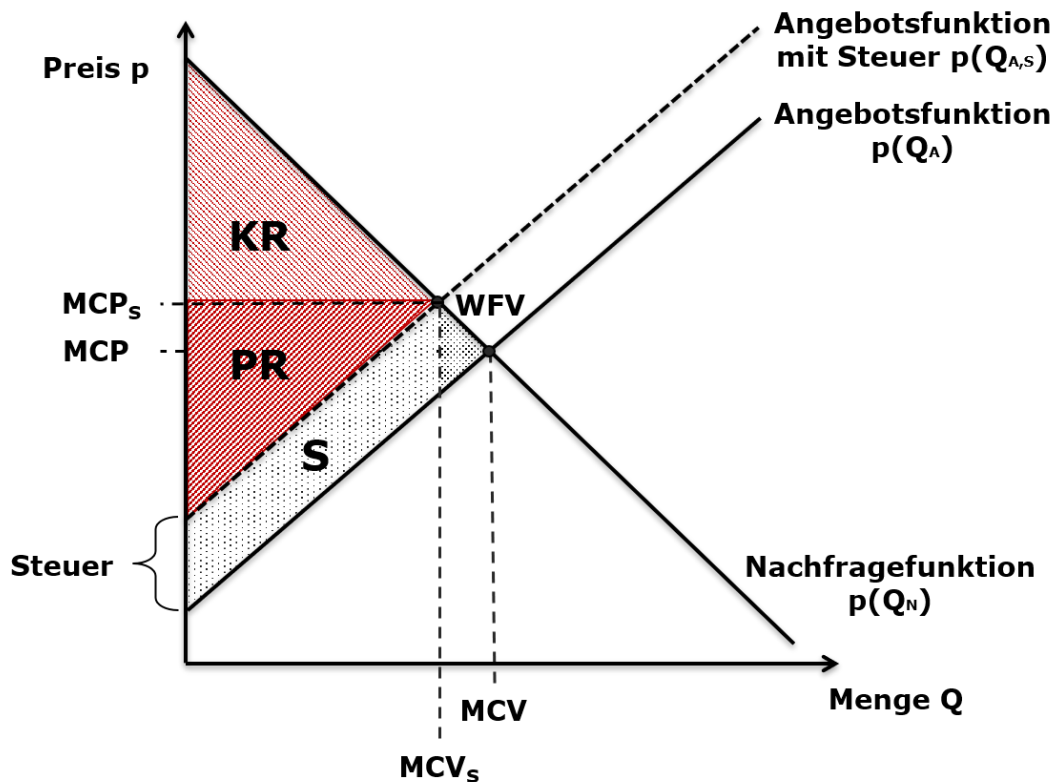 Angebotsfunktion
mit Steuer p(QA,S)
Preis p
Angebotsfunktion
p(QA)
KR
MCPS
WFV
MCP
PR
S
Steuer
Nachfragefunktion
p(QN)
Menge Q
MCV
MCVS